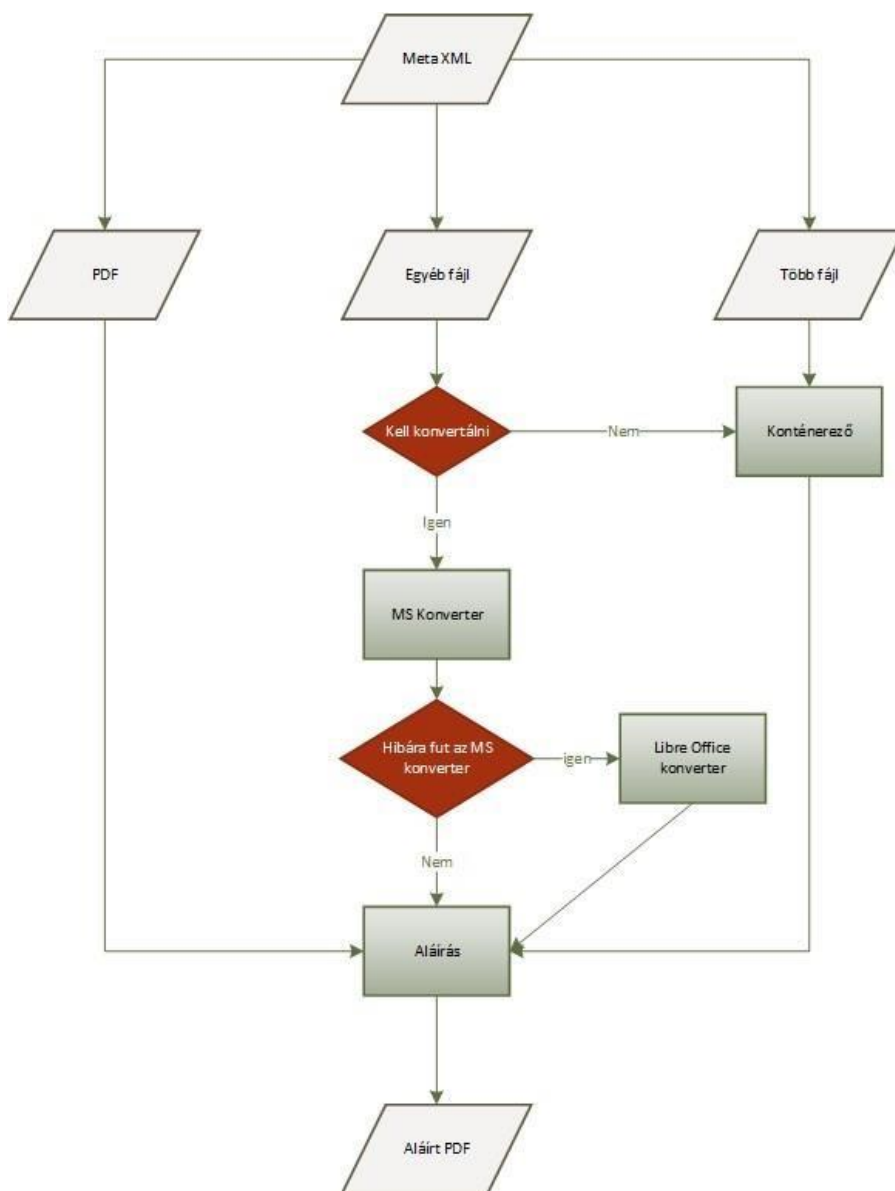 Meta XML
PDF
Egyéb fájl
Több fájl
Kell konvertálni
Nem
Konténerező
Igen
MS Konverter
Hibára fut az MS
konverter
igen
Libre Office
konverter
Nem
Aláírás
Aláírt PDF